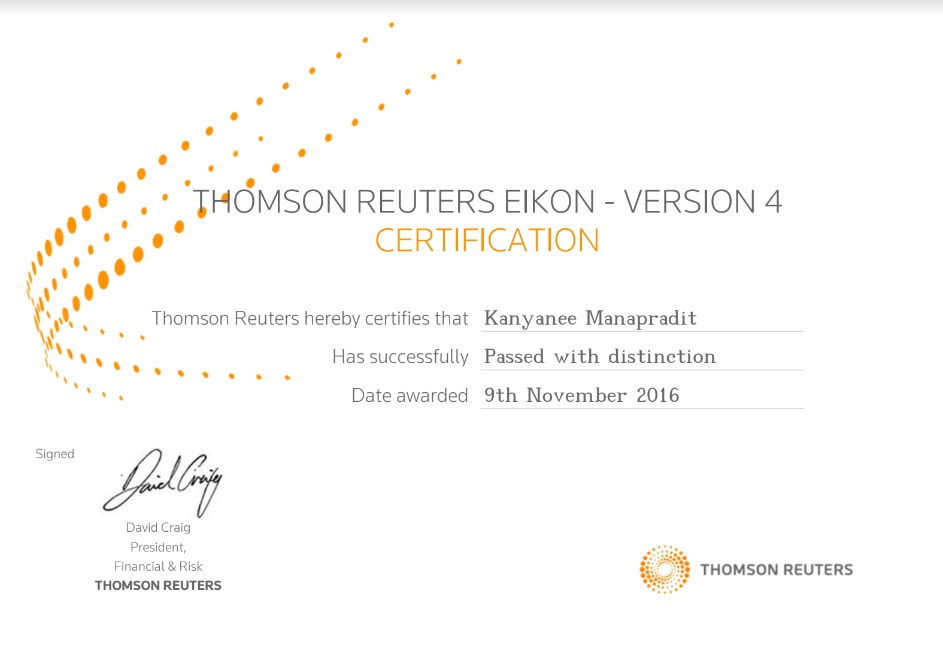 THOMSON REUTERS EIKON - VERSION 4
CERTIFICATION
Thomson Reuters hereby certifies that Kanyanee Manapradit
Has successfully Passed with distinction
Date awarded 9th November 2016
Signed
David Craig
David Craig
President,
Financial & Risk
THOMSON REUTERS
THOMSON REUTERS